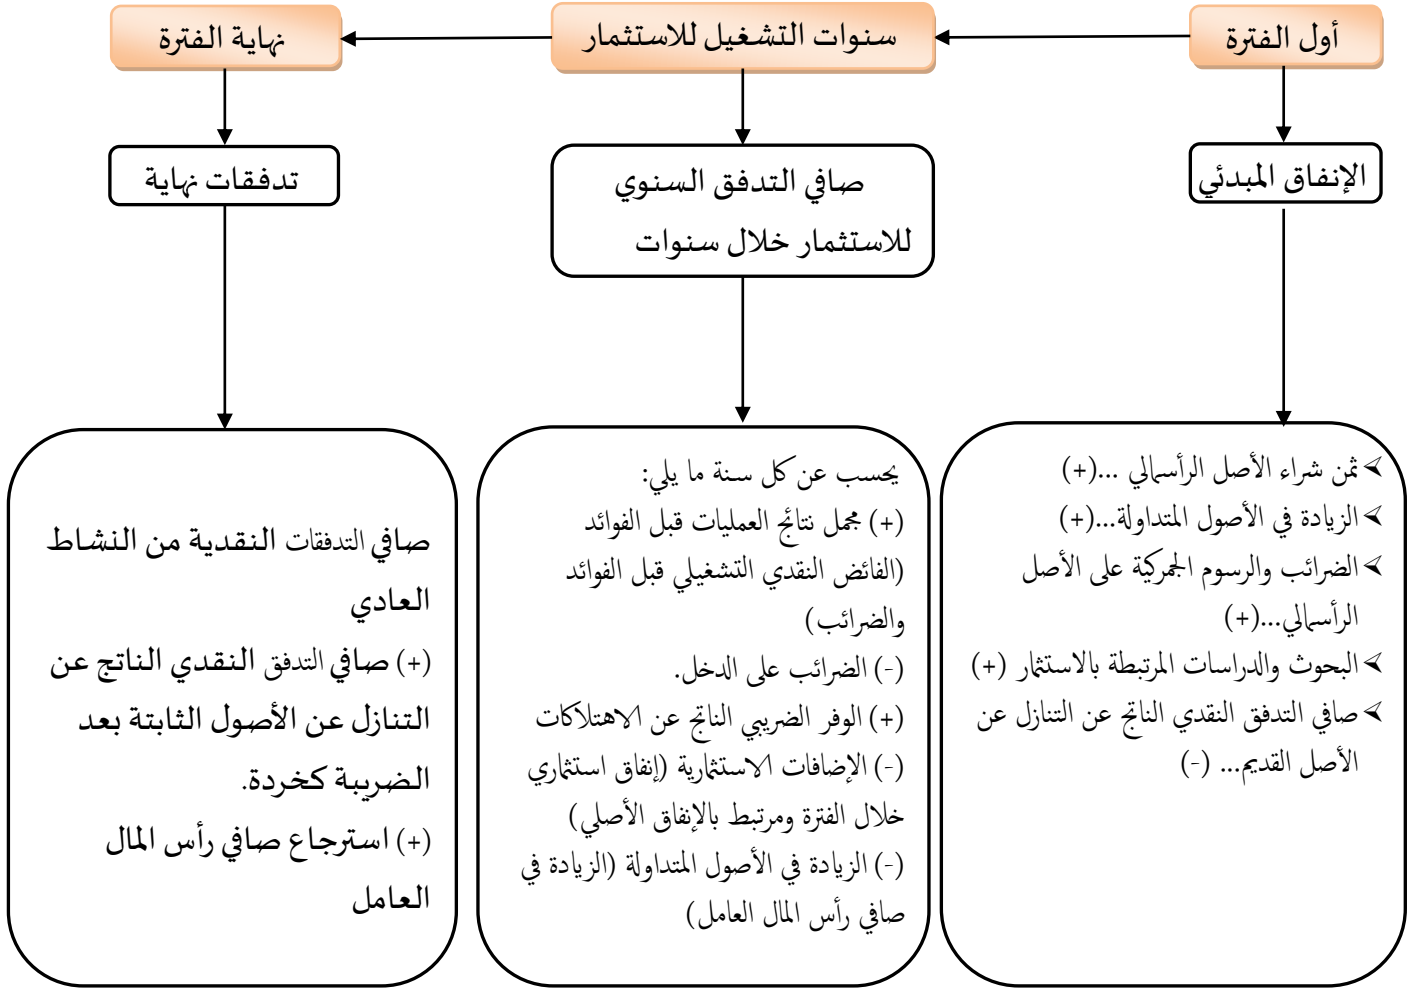 أول الفترة
سنوات التشغيل للاستثمار
نهاية الفترة
الإنفاق المبدئي
صافي التدفق السنوي
للاستثمار خلال سنوات
تدفقات نهاية
⮚ ثمن شراء الأصل الرأسمالي ...(+)
⮚ الزيادة في الأصول المتداولة...(+)
⮚ الضرائب والرسوم الجمركية على الأصل
الرأسمالي...(+)
⮚ البحوث والدراسات المرتبطة بالاستثمار (+)
⮚ صافي التدفق النقدي الناتج عن التنازل عن
الأصل القديم... (-)
يحسب عن كل سنة ما يلي:
(+) مجمل نتائج العمليات قبل الفوائد
(الفائض النقدي التشغيلي قبل الفوائد
والضرائب)
(-) الضرائب على الدخل.
(+) الوفر الضريبي الناتج عن الاهتلاكات
(-) الإضافات الاستثمارية (إنفاق استثماري
خلال الفترة ومرتبط بالإنفاق الأصلي)
(-) الزيادة في الأصول المتداولة (الزيادة في
صافي رأس المال العامل)
صافي التدفقات النقدية من النشاط
العادي
(+) صافي التدفق النقدي الناتج عن
التنازل عن الأصول الثابتة بعد
الضريبة كخردة.
(+) استرجاع صافي رأس المال
العامل